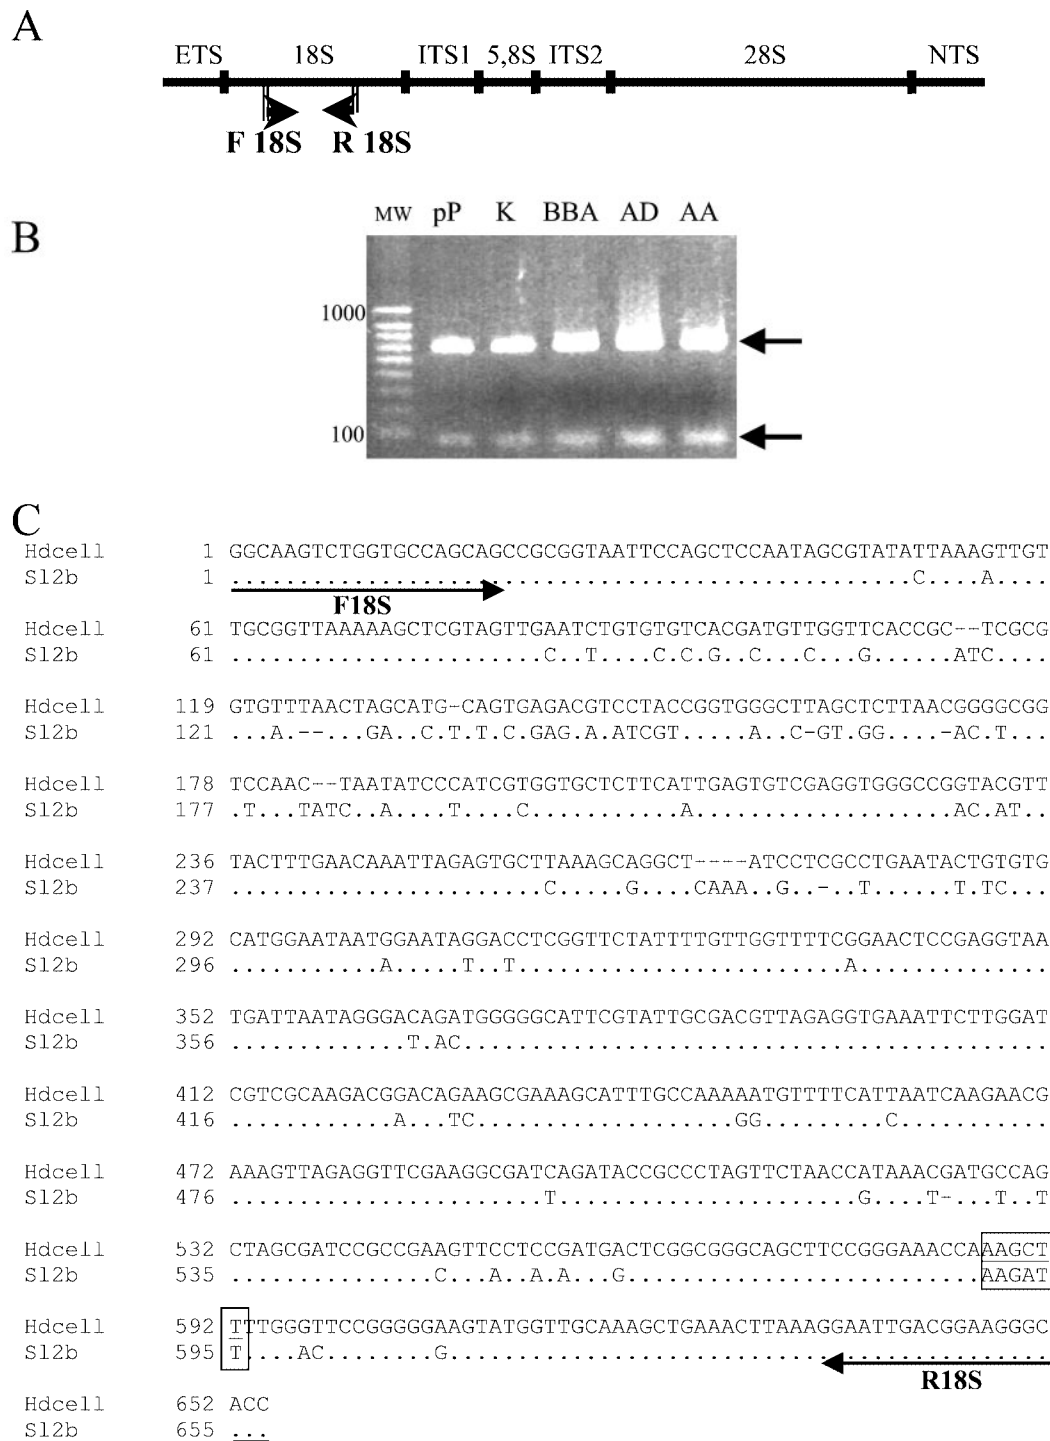 A
ETS 18S ITS1 5,8S ITS2 28S NTS
F 18S R 18S
B
MW pP K BBA AD AA
1000
100
C
Hdcell 1 GGCAAGTCTGGTGCCAGCAGCCGCGGTAATTCCAGCTCCAATAGCGTATATTAAAGTTGT
Sl2b 1 ..................................................C....A....
F18S
Hdcell 61 TGCGGTTAAAAAGCTCGTAGTTGAATCTGTGTGTCACGATGTTGGTTCACCGC--TCGCG
Sl2b 61 .......................C..T....C.C.G..C...C...G......ATC....
Hdcell 119 GTGTTTAACTAGCATG-CAGTGAGACGTCCTACCGGTGGGCTTAGCTCTTAACGGGGCGG
Sl2b 121 ...A.--...GA..C.T.T.C.GAG.A.ATCGT.....A..C-GT.GG....-AC.T...
Hdcell 178 TCCAAC--TAATATCCCATCGTGGTGCTCTTCATTGAGTGTCGAGGTGGGCCGGTACGTT
Sl2b 177 .T...TATC..A....T....C...........A...................AC.AT..
Hdcell 236 TACTTTGAACAAATTAGAGTGCTTAAAGCAGGCT----ATCCTCGCCTGAATACTGTGTG
Sl2b 237 .......................C.....G....CAAA..G..-..T......T.TC...
Hdcell 292 CATGGAATAATGGAATAGGACCTCGGTTCTATTTTGTTGGTTTTCGGAACTCCGAGGTAA
Sl2b 296 ...........A.....T..T........................A..............
Hdcell 352 TGATTAATAGGGACAGATGGGGGCATTCGTATTGCGACGTTAGAGGTGAAATTCTTGGAT
Sl2b 356 .............T.AC...........................................
Hdcell 412 CGTCGCAAGACGGACAGAAGCGAAAGCATTTGCCAAAAATGTTTTCATTAATCAAGAACG
Sl2b 416 ............A...TC...................GG.........C...........
Hdcell 472 AAAGTTAGAGGTTCGAAGGCGATCAGATACCGCCCTAGTTCTAACCATAAACGATGCCAG
Sl2b 476 .......................T......................G....T-...T..T
Hdcell 532 CTAGCGATCCGCCGAAGTTCCTCCGATGACTCGGCGGGCAGCTTCCGGGAAACCAAAGCT
Sl2b 535 ...............C...A..A.A...G..........................AAGAT
Hdcell 592 TTTGGGTTCCGGGGGAAGTATGGTTGCAAAGCTGAAACTTAAAGGAATTGACGGAAGGGC
Sl2b 595 T....AC........G............................................
R18S
Hdcell 652 ACC
Sl2b 655 ...